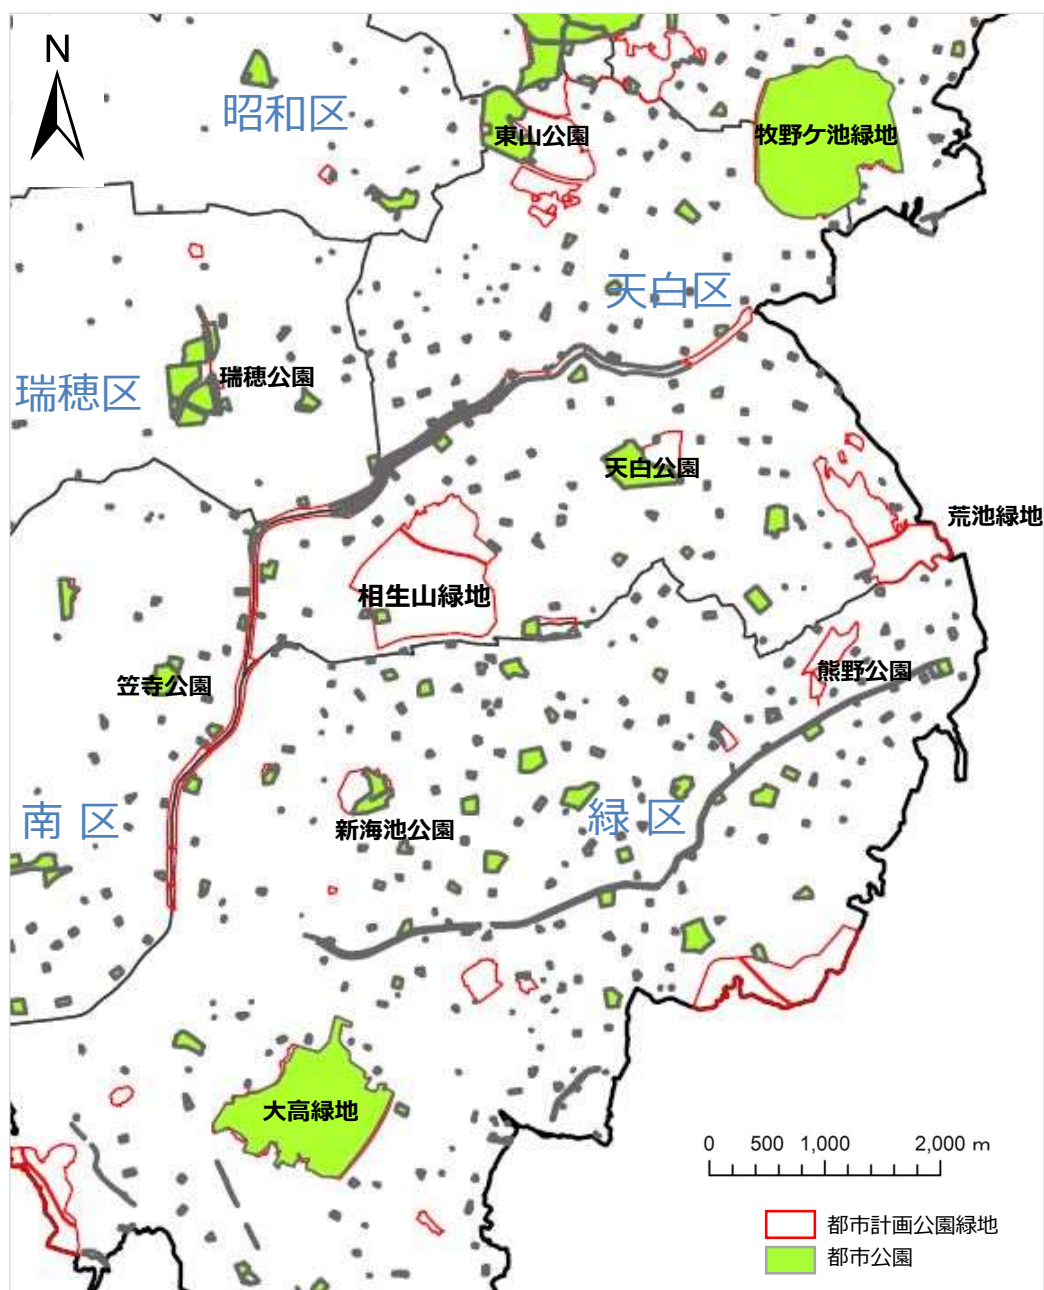 N
昭和区
東山公園
牧野ケ池緑地
天白区
瑞穂公園
瑞穂区
天白公園
荒池緑地
相生山緑地
熊野公園
笠寺公園
南 区
新海池公園
緑 区
大高緑地
0 500 1,000 2,000 m
都市計画公園緑地
都市公園